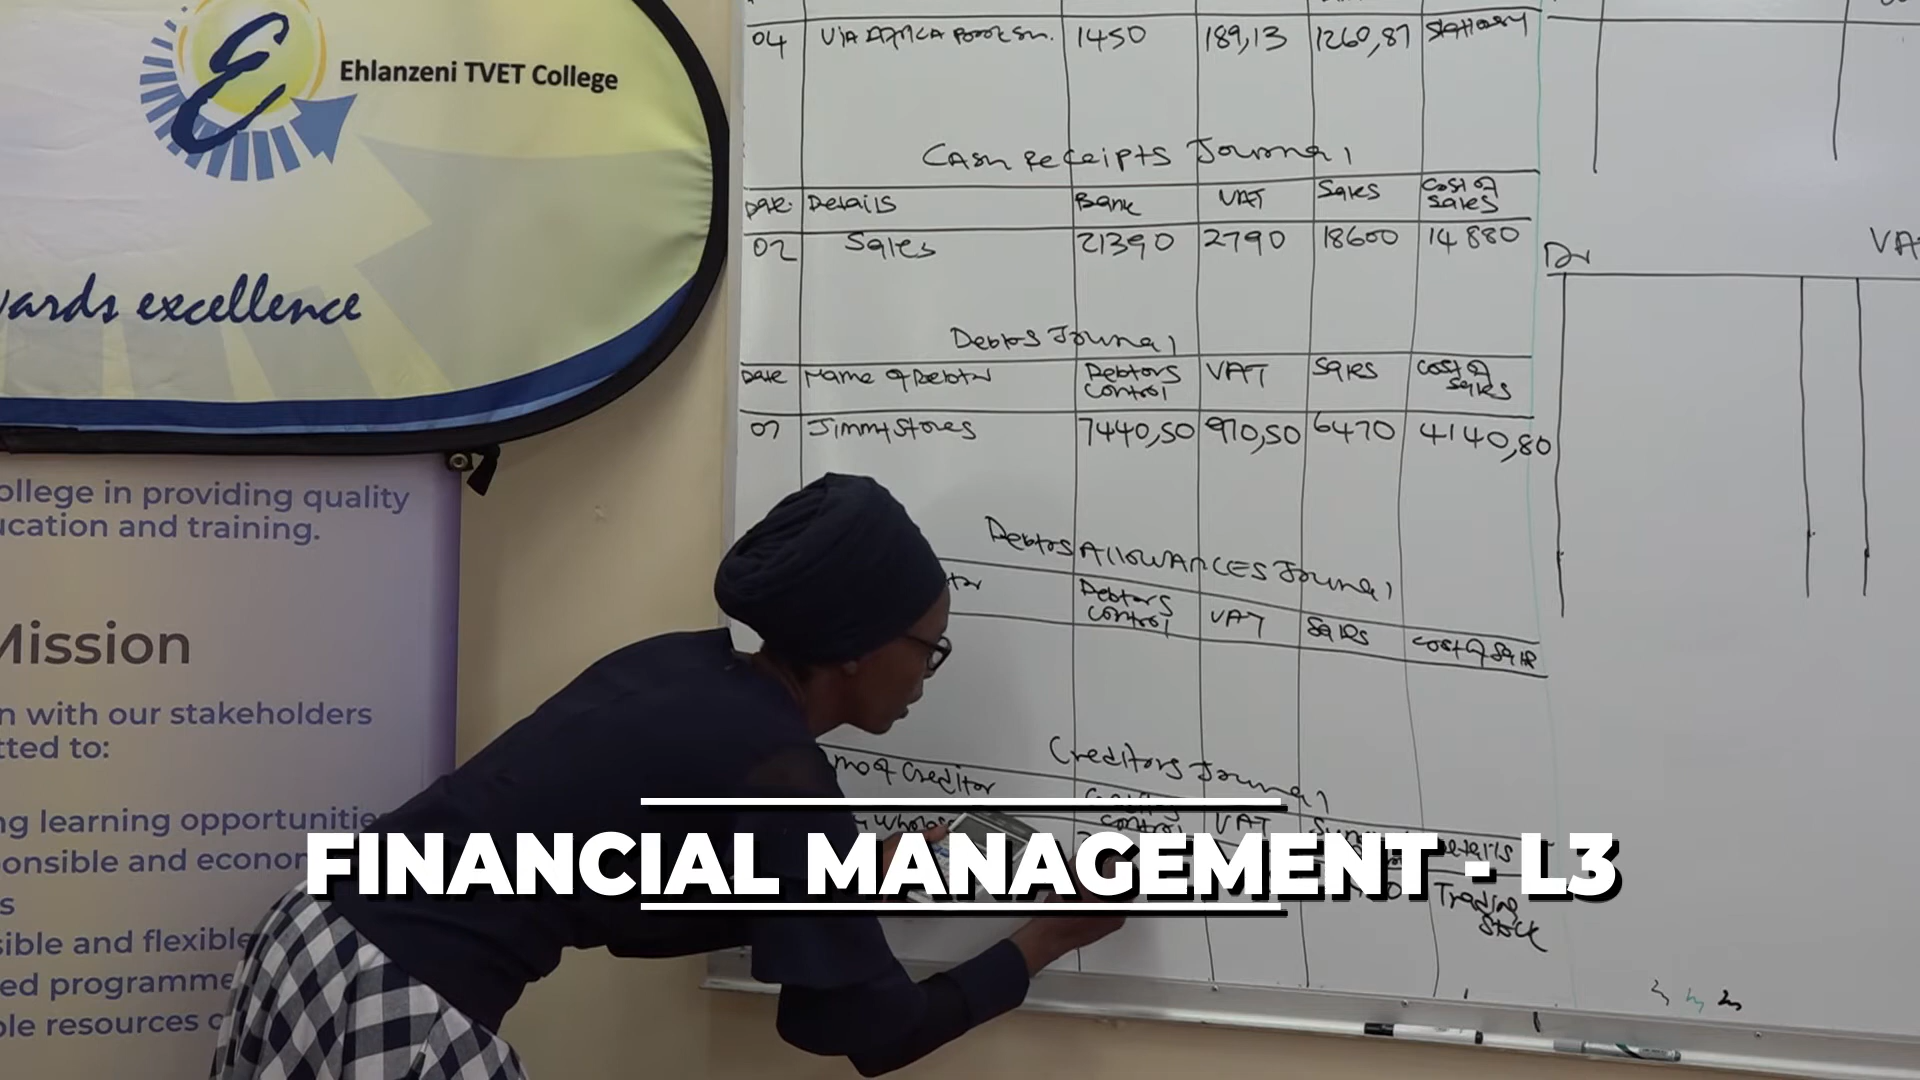 04 VIA AFRICA BookSh. 1450 189,13 1260,87 Stationery
Cash Receipts Journal
Date Details Bank VAT Sales Cost of Sales
02 Sales 21390 2790 18600 14880
Debtors Journal
Date Name of Debtor Debtors Control VAT Sales Cost of Sales
07 Jimmy Stores 7440,50 970,50 6470 4140,80
Debtors Allowances Journal
Debtors Control VAT Sales Cost of Sales
Creditors Journal
of Creditor control VAT Details
Trading Stock
Dr VA
E
Ehlanzeni TVET College
wards excellence
ollege in providing quality
ucation and training.
Mission
n with our stakeholders
tted to:
ng learning opportunities
onsible and econom
s
sible and flexible
ed programme
ble resources o
FINANCIAL MANAGEMENT - L3